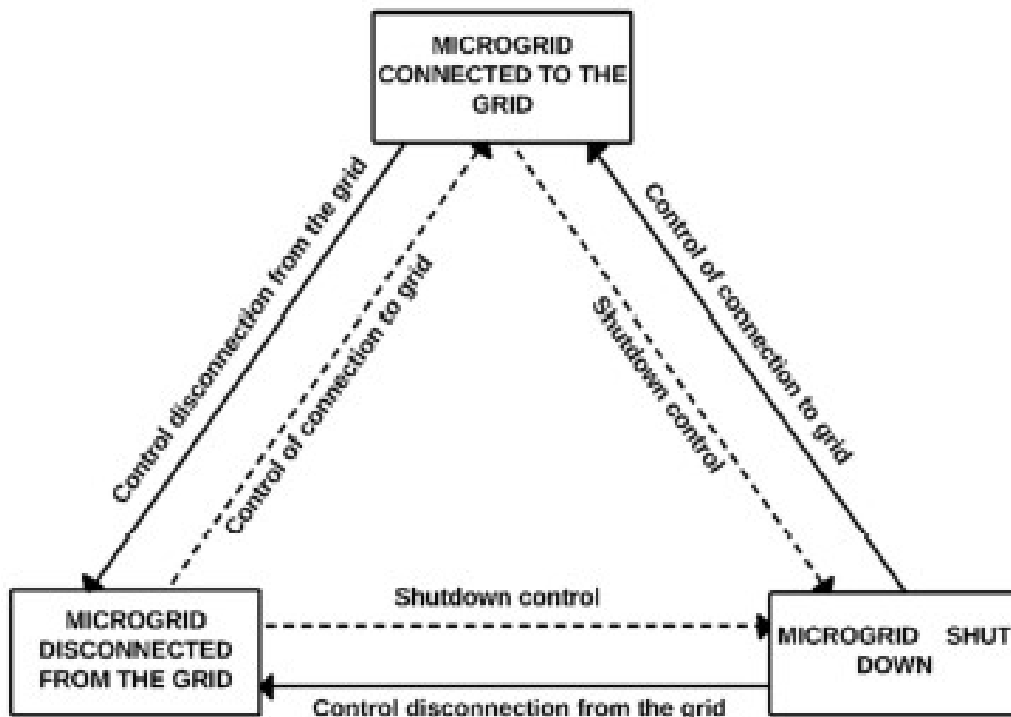 MICROGRID
CONNECTED TO THE
GRID
Control disconnection from the grid
Control of connection to grid
Shutdown control
Control of connection to grid
MICROGRID
DISCONNECTED
FROM THE GRID
Shutdown control
MICROGRID SHUT
DOWN
Control disconnection from the grid